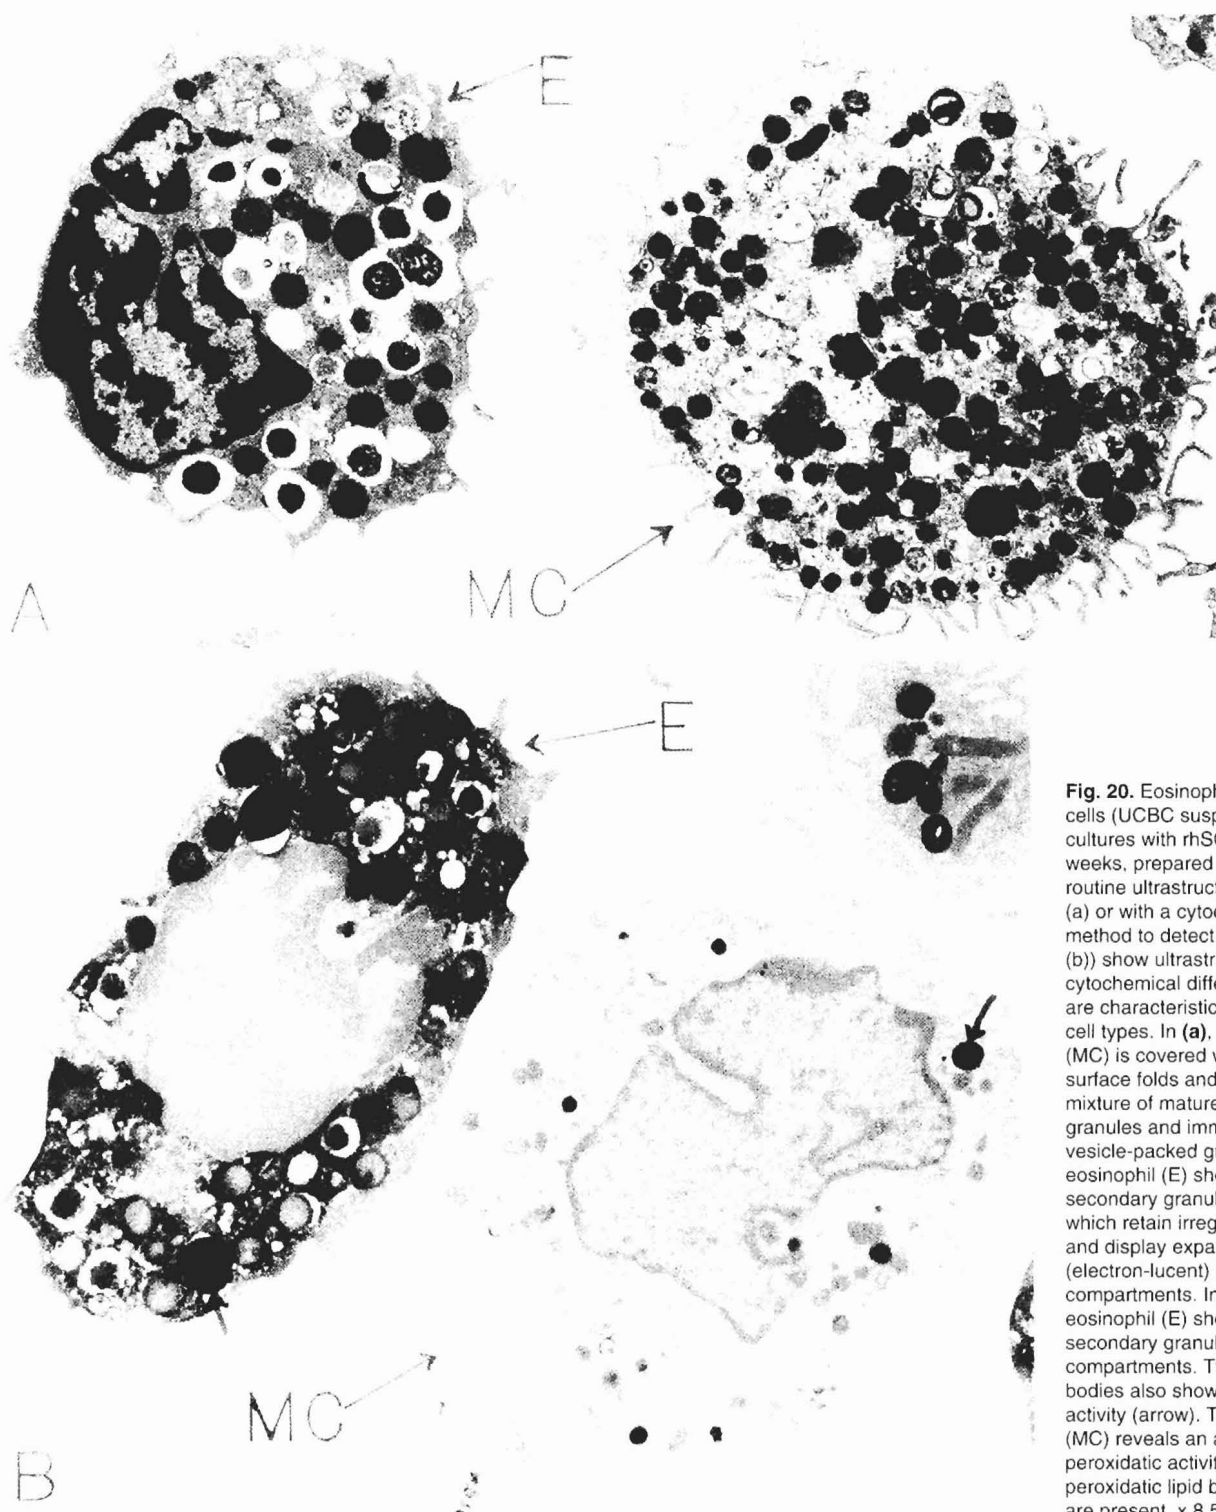 E
MC
A
E
MC
B
Fig. 20. Eosinoph
cells (UCBC susp
cultures with rhS
weeks, prepared
routine ultrastruct
(a) or with a cytoc
method to detect
(b)) show ultrastr
cytochemical diffe
are characteristic
cell types. In (a),
(MC) is covered
surface folds and
mixture of mature
granules and imm
vesicle-packed gr
eosinophil (E) sh
secondary granul
which retain irreg
and display expa
(electron-lucent)
compartments. In
eosinophil (E) sh
secondary granul
compartments. T
bodies also show
activity (arrow). T
(MC) reveals an a
peroxidatic activit
peroxidatic lipid b
are present. x 8,